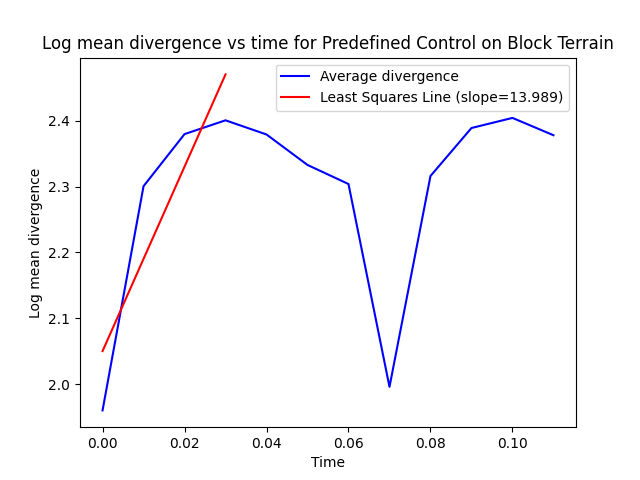 Log mean divergence vs time for Predefined Control on Block Terrain
Average divergence
Least Squares Line (slope=13.989)
Log mean divergence
2.4
2.3
2.2
2.1
2.0
0.00
0.02
0.04
0.06
0.08
0.10
Time